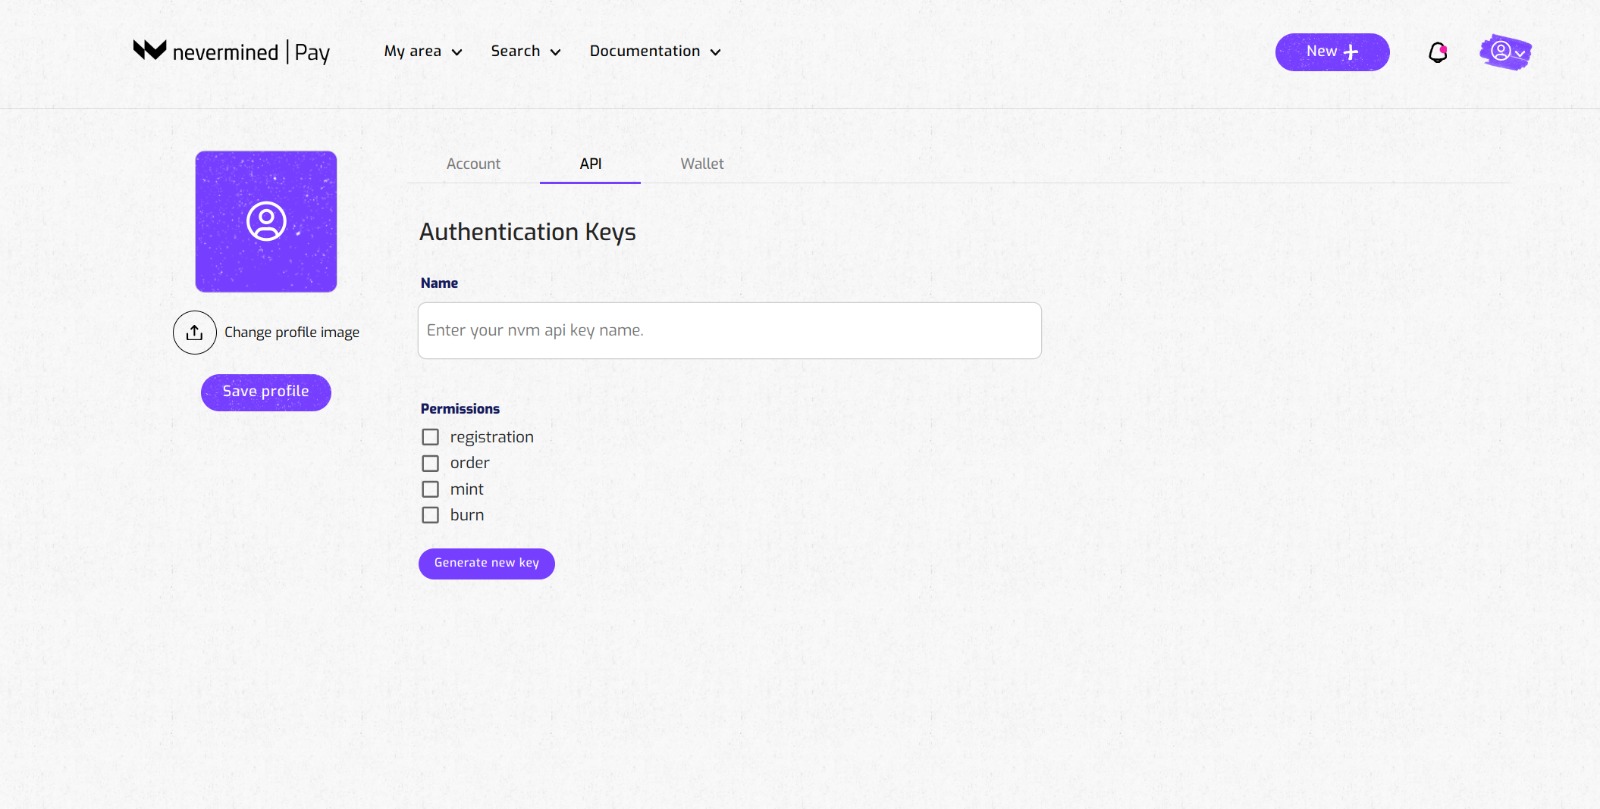 nevermined | Pay
My area
Search
Documentation
New
Account
API
Wallet
Authentication Keys
Name
Enter your nvm api key name.
Change profile image
Save profile
Permissions
registration
order
mint
burn
Generate new key